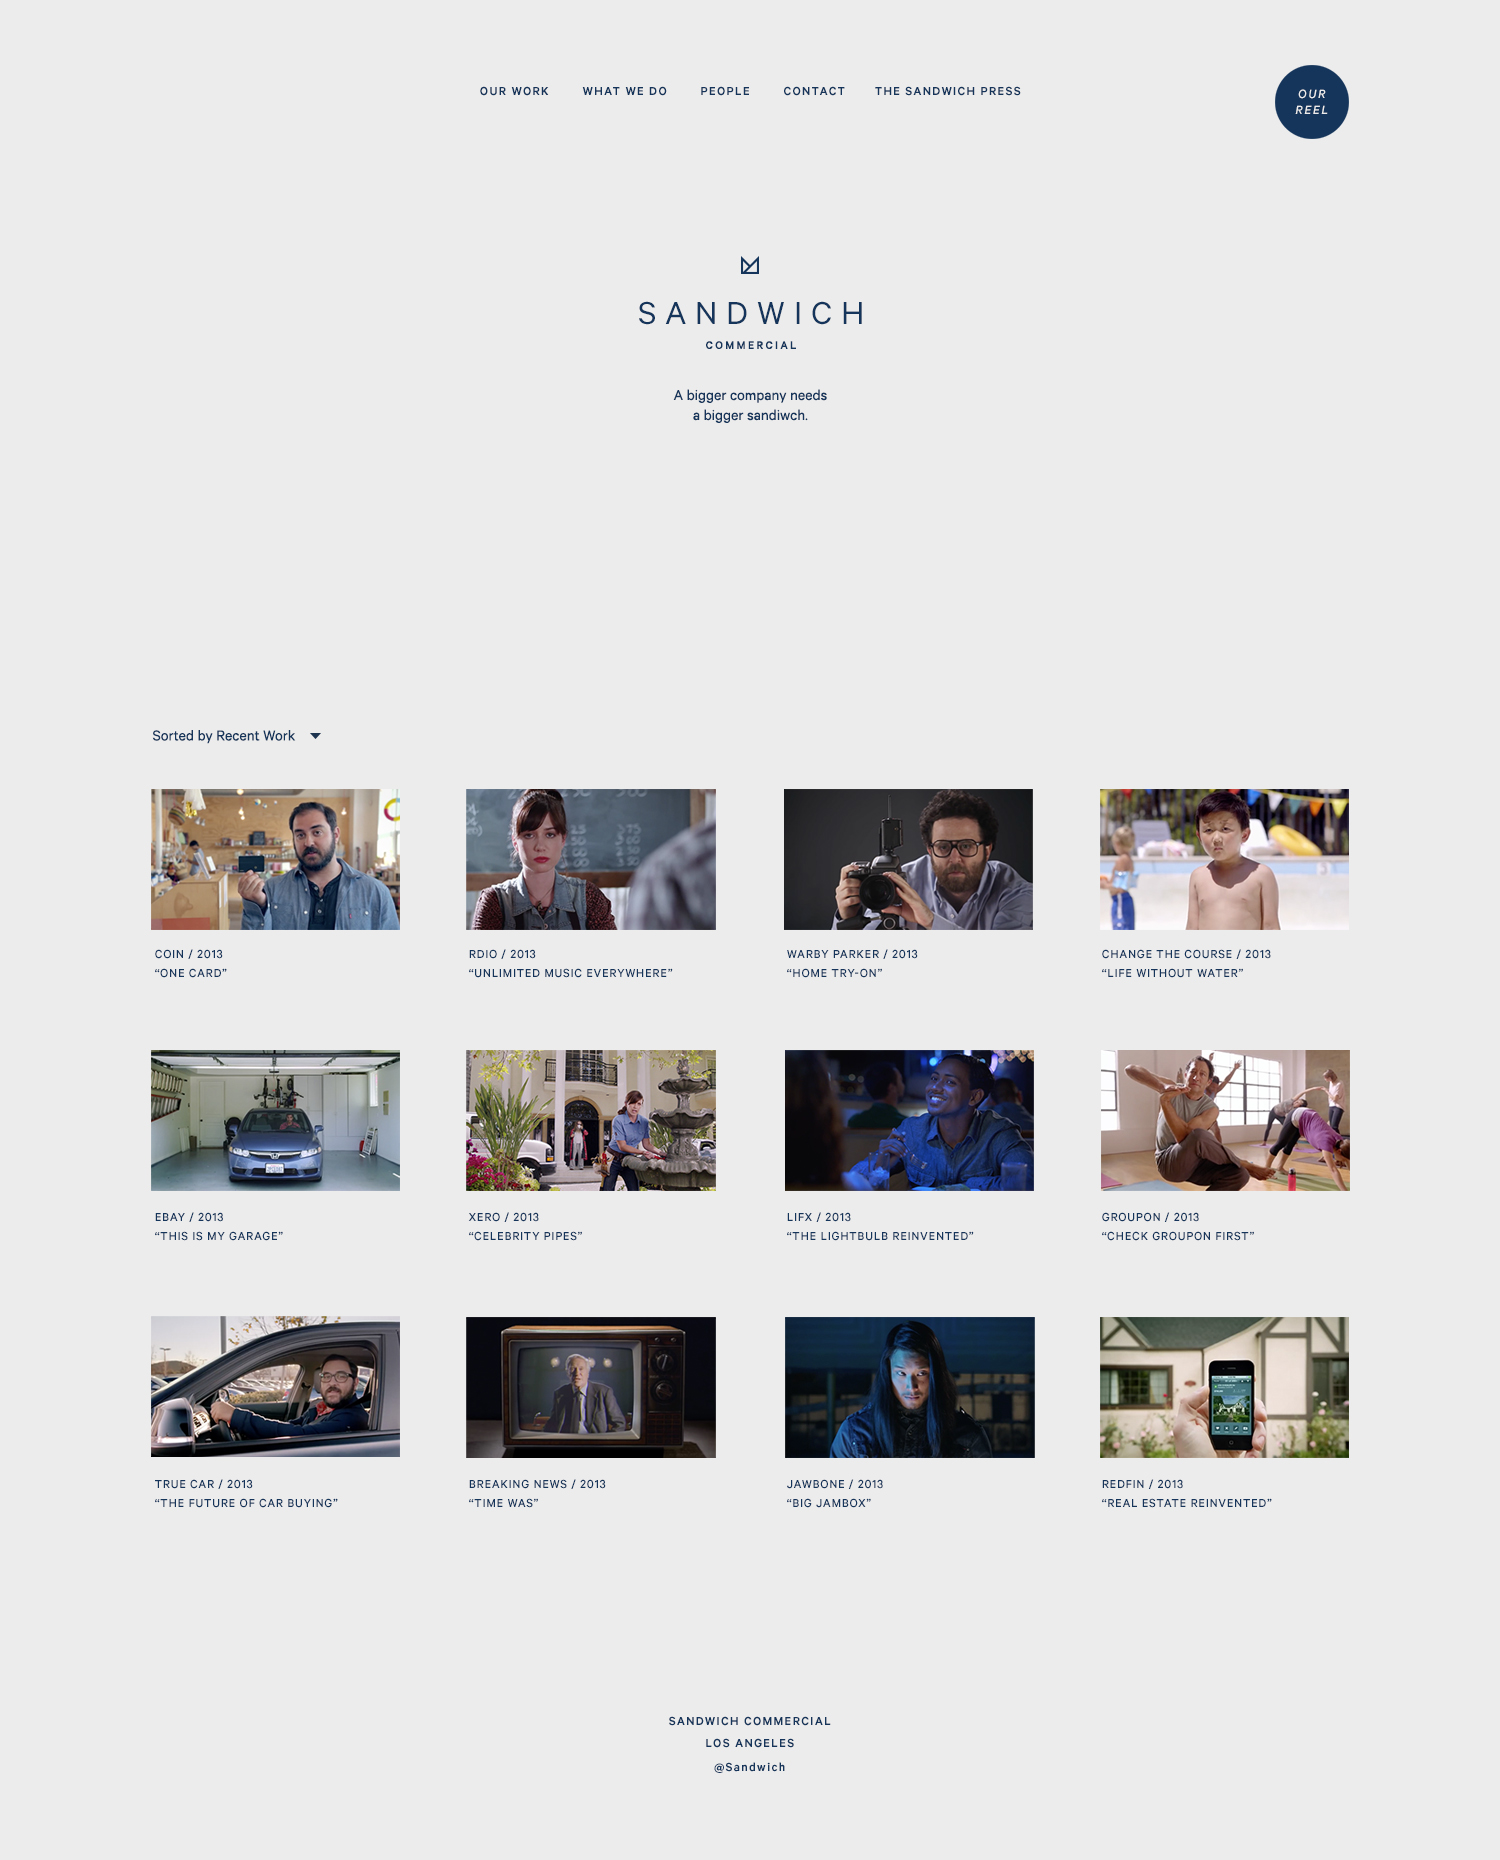 OUR WORK WHAT WE DO PEOPLE CONTACT THE SANDWICH PRESS
OUR
REEL
SANDWICH
COMMERCIAL
A bigger company needs
a bigger sandiwch.
Sorted by Recent Work
COIN / 2013
“ONE CARD”
RDIO / 2013
“UNLIMITED MUSIC EVERYWHERE”
WARBY PARKER / 2013
“HOME TRY-ON”
CHANGE THE COURSE / 2013
“LIFE WITHOUT WATER”
EBAY / 2013
“THIS IS MY GARAGE”
XERO / 2013
“CELEBRITY PIPES”
LIFX / 2013
“THE LIGHTBULB REINVENTED”
GROUPON / 2013
“CHECK GROUPON FIRST”
TRUE CAR / 2013
“THE FUTURE OF CAR BUYING”
BREAKING NEWS / 2013
“TIME WAS”
JAWBONE / 2013
“BIG JAMBOX”
REDFIN / 2013
“REAL ESTATE REINVENTED”
SANDWICH COMMERCIAL
LOS ANGELES
@Sandwich